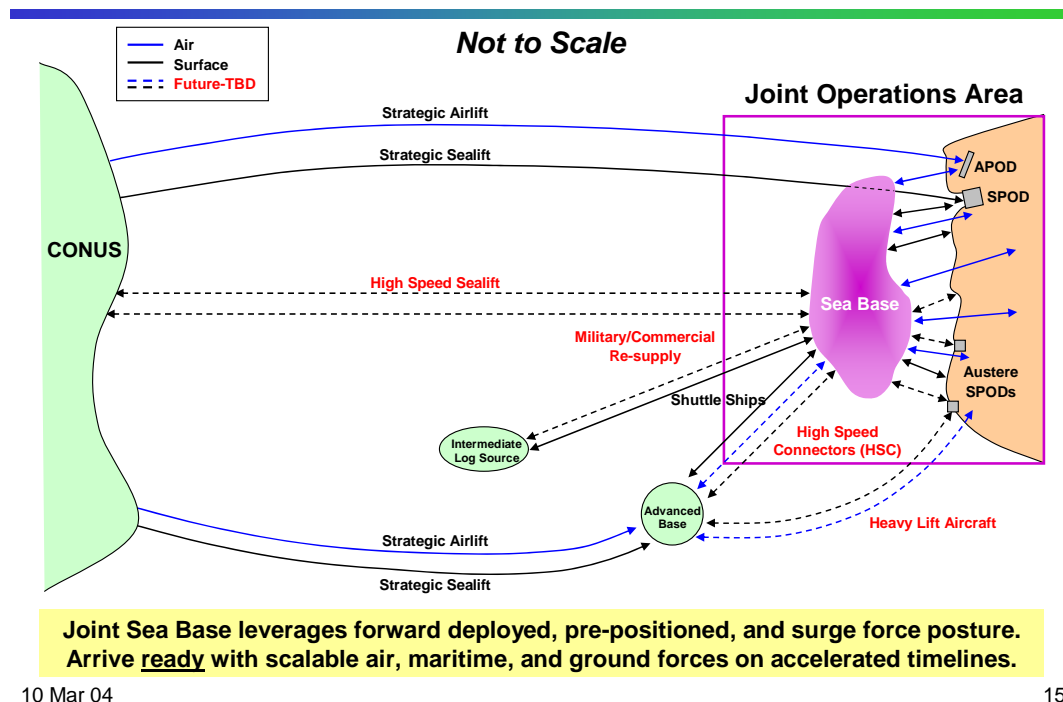 Not to Scale
Air
Surface
Future-TBD
Joint Operations Area
Strategic Airlift
Strategic Sealift
APOD
SPOD
CONUS
High Speed Sealift
Sea Base
Military/Commercial
Re-supply
Austere
SPODs
Shuttle Ships
High Speed
Connectors (HSC)
Intermediate
Log Source
Advanced
Base
Heavy Lift Aircraft
Strategic Airlift
Strategic Sealift
Joint Sea Base leverages forward deployed, pre-positioned, and surge force posture.
Arrive ready with scalable air, maritime, and ground forces on accelerated timelines.
10 Mar 04
15